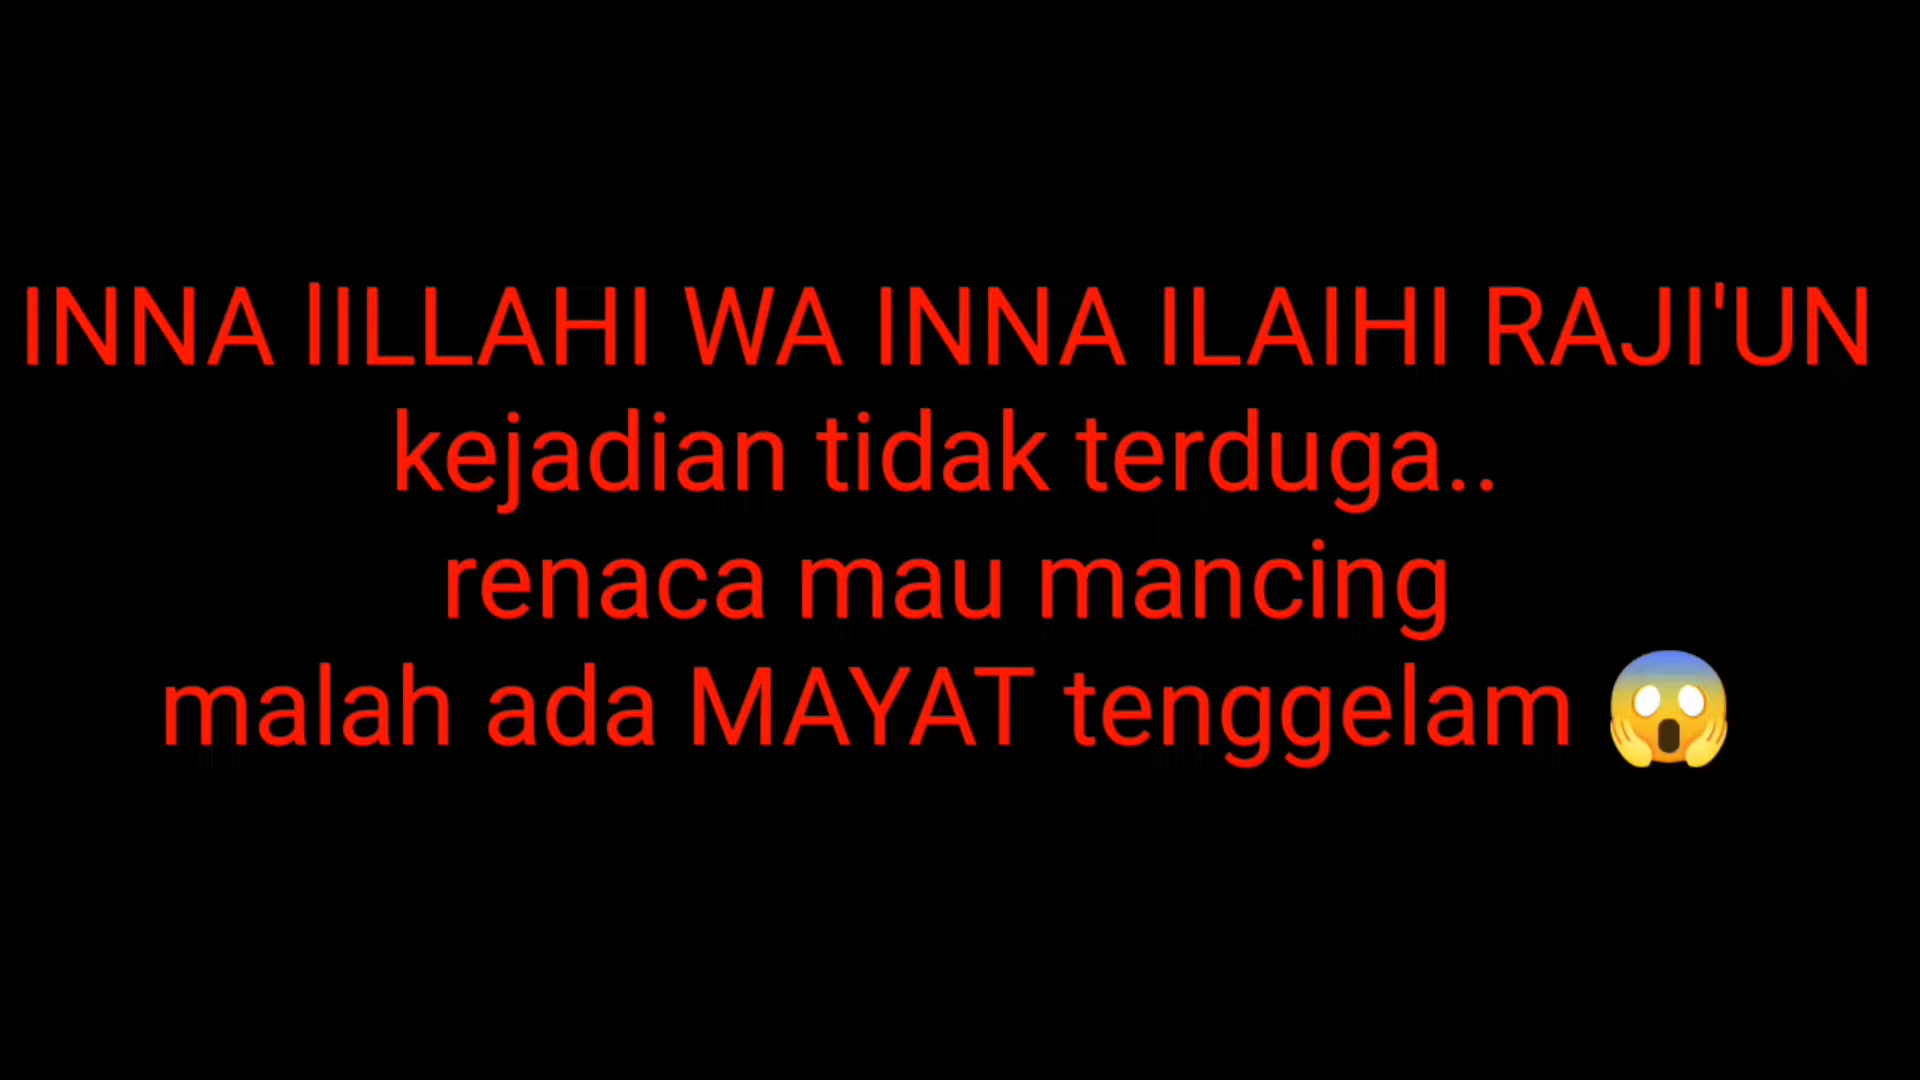 INNA lILLAHI WA INNA ILAIHI RAJI'UN
kejadian tidak terduga..
renaca mau mancing
malah ada MAYAT tenggelam 😱